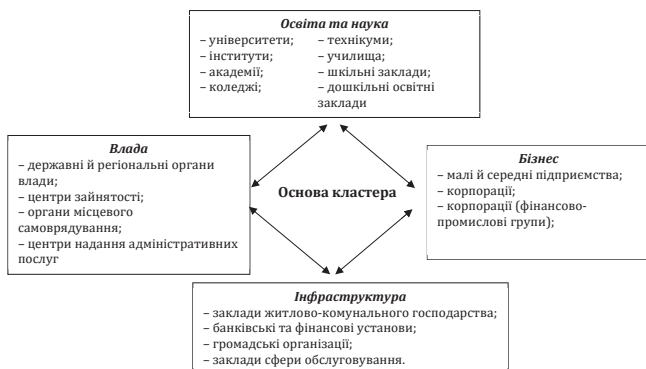 Освіта та наука
– університети; – технікуми;
– інститути; – училища;
– академії; – шкільні заклади;
– коледжі; – дошкільні освітні
заклади
Влада
– державні й регіональні органи
влади;
– центри зайнятості;
– органи місцевого
самоврядування;
– центри надання адміністративних
послуг
Основа кластера
Бізнес
– малі й середні підприємства;
– корпорації;
– корпорації (фінансово-
промислові групи);
Інфраструктура
– заклади житлово-комунального господарства;
– банківські та фінансові установи;
– громадські організації;
– заклади сфери обслуговування.